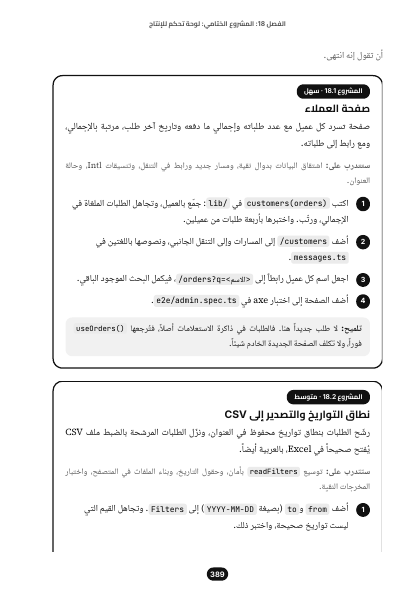 الفصل 18: المشروع الختامي: لوحة تحكم للإنتاج
أن تقول إنه انتهى.
المشروع 18.1 · سهل
صفحة العملاء
صفحة تسرد كل عميل مع عدد طلباته وإجمالي ما دفعه وتاريخ آخر طلب، مرتبة بالإجمالي،
ومع رابط إلى طلباته.
ستتدرب على: اشتقاق البيانات بدوال نقية، ومسار جديد ورابط في التنقل، وتنسيقات Intl، وحالة
العنوان.
1 اكتب customers(orders) في lib/: جمّع بالعميل، وتجاهل الطلبات الملغاة في
الإجمالي، ورتّب. واختبرها بأربعة طلبات من عميلين.
2 أضف /customers إلى المسارات وإلى التنقل الجانبي، ونصوصها باللغتين في
messages.ts.
3 اجعل اسم كل عميل رابطاً إلى /orders?q=<الاسم>، فيكمل البحث الموجود الباقي.
4 أضف الصفحة إلى اختبار axe في e2e/admin.spec.ts.
تلميح: لا طلب جديداً هنا. فالطلبات في ذاكرة الاستعلامات أصلاً، فترجعها useOrders()
فوراً، ولا تكلف الصفحة الجديدة الخادم شيئاً.
المشروع 18.2 · متوسط
نطاق التواريخ والتصدير إلى CSV
رشّح الطلبات بنطاق تواريخ محفوظ في العنوان، ونزّل الطلبات المرشحة بالضبط ملف CSV
يُفتح صحيحاً في Excel، بالعربية أيضاً.
ستتدرب على: توسيع readFilters بأمان، وحقول التاريخ، وبناء الملفات في المتصفح، واختبار
المخرجات النقية.
1 أضف from و to (بصيغة YYYY-MM-DD) إلى Filters. وتجاهل القيم التي
ليست تواريخ صحيحة، واختبر ذلك.
389